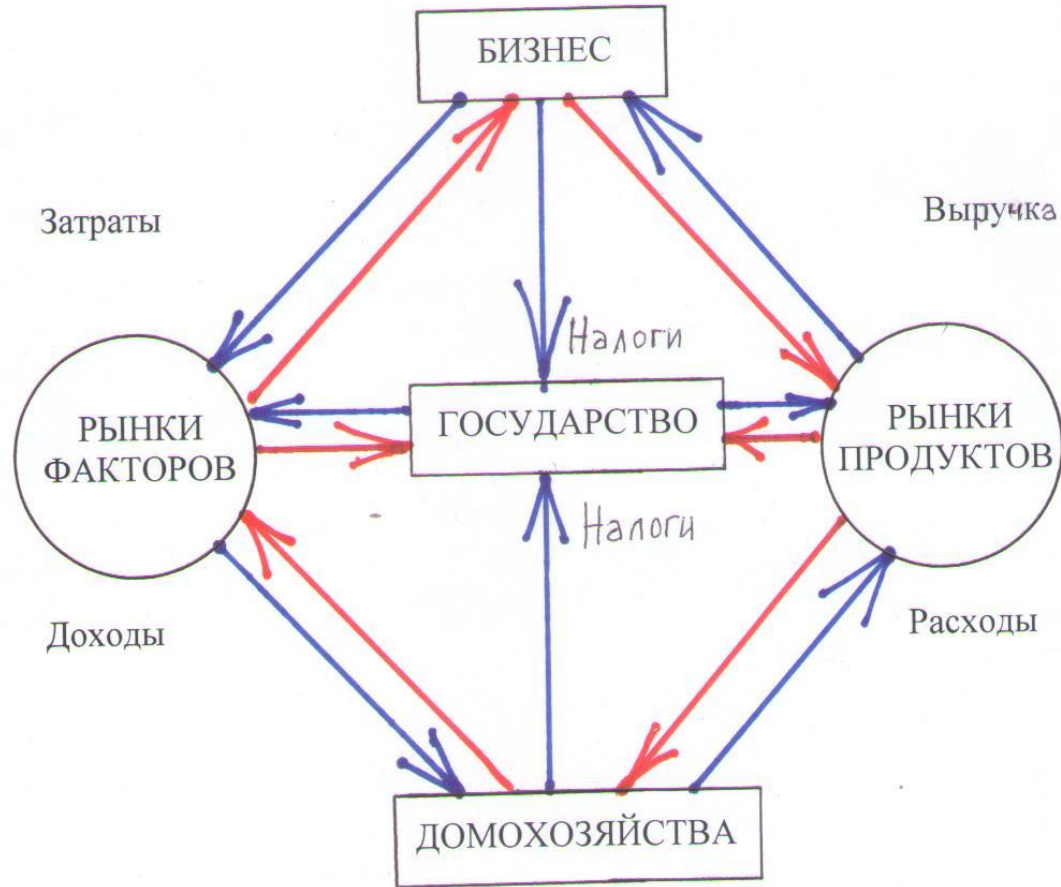 БИЗНЕС
Затраты
Выручка
Налоги
РЫНКИ
ФАКТОРОВ
ГОСУДАРСТВО
РЫНКИ
ПРОДУКТОВ
Налоги
Доходы
Расходы
ДОМОХОЗЯЙСТВА